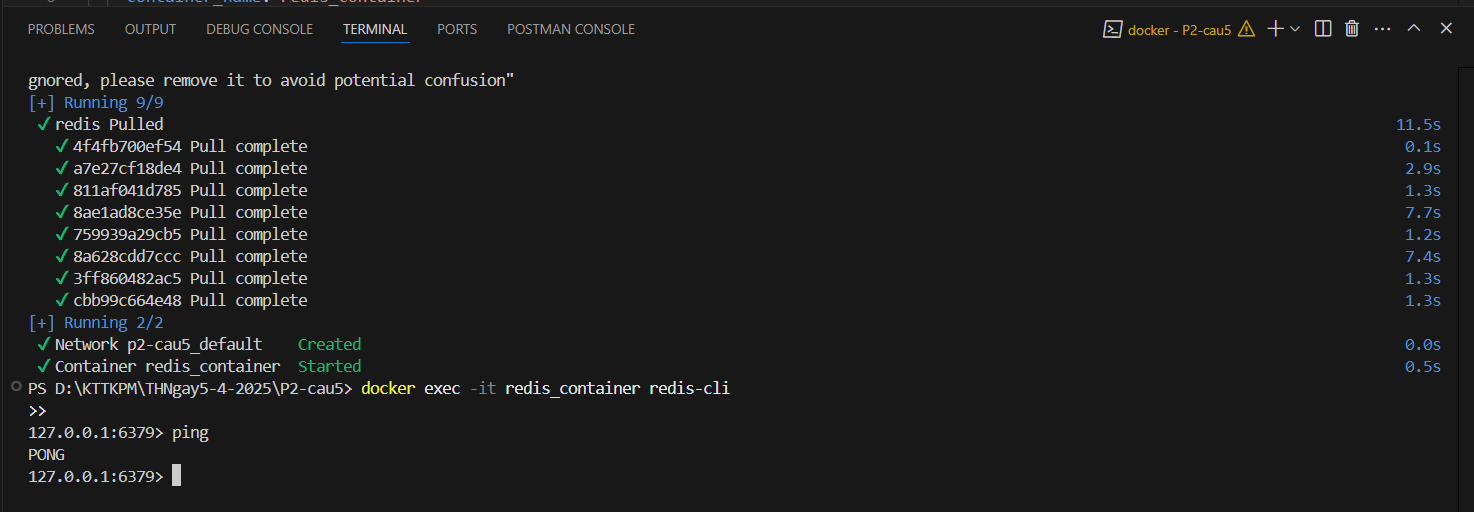 container_name: redis_container
PROBLEMS OUTPUT DEBUG CONSOLE TERMINAL PORTS POSTMAN CONSOLE docker - P2-cau5
gnored, please remove it to avoid potential confusion"
[+] Running 9/9
✓ redis Pulled 11.5s
✓ 4f4fb700ef54 Pull complete 0.1s
✓ a7e27cf18de4 Pull complete 2.9s
✓ 811af041d785 Pull complete 1.3s
✓ 8ae1ad8ce35e Pull complete 7.7s
✓ 759939a29cb5 Pull complete 1.2s
✓ 8a628cdd7ccc Pull complete 7.4s
✓ 3ff860482ac5 Pull complete 1.3s
✓ cbb99c664e48 Pull complete 1.3s
[+] Running 2/2
✓ Network p2-cau5_default Created 0.0s
✓ Container redis_container Started 0.5s
PS D:\KTTKPM\THNgay5-4-2025\P2-cau5> docker exec -it redis_container redis-cli
>>
127.0.0.1:6379> ping
PONG
127.0.0.1:6379>